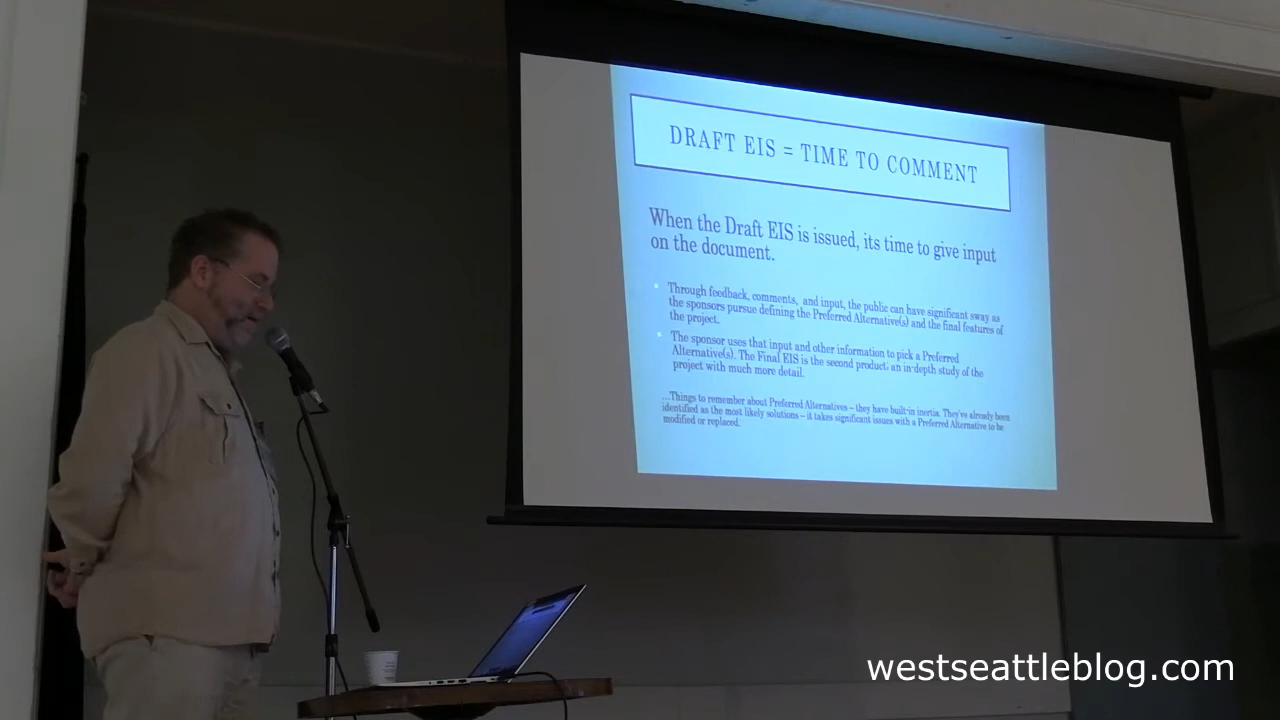 DRAFT EIS = TIME TO COMMENT
When the Draft EIS is issued, its time to give input
on the document.
Through feedback, comments, and input, the public can have significant sway as
the sponsors pursue defining the Preferred Alternative(s) and the final features of
the project.
The sponsor uses that input and other information to pick a Preferred
Alternative(s). The Final EIS is the second product; an in-depth study of the
project with much more detail.
...Things to remember about Preferred Alternatives – they have built-in inertia. They've already been
identified as the most likely solutions – it takes significant issues with a Preferred Alternative to be
modified or replaced.
westseattleblog.com